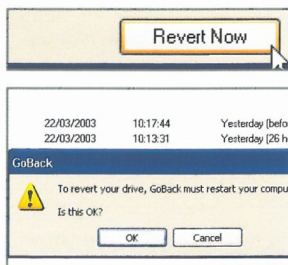 Revert Now
22/03/2003 10:17:44 Yesterday (befo
22/03/2003 10:13:31 Yesterday (26 h
GoBack
To revert your drive, GoBack must restart your compu
Is this OK?
OK Cancel